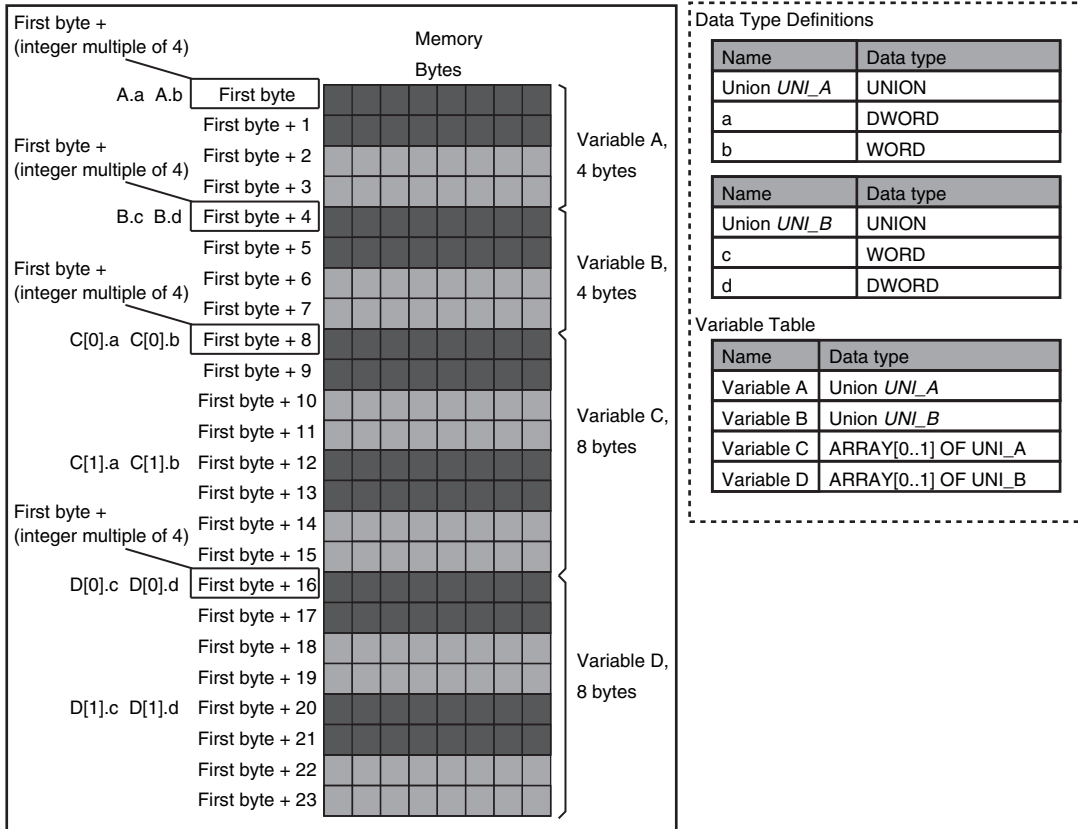 First byte +
(integer multiple of 4)
Memory
Bytes
A.a A.b First byte
First byte + 1
First byte +
(integer multiple of 4)
First byte + 2
First byte + 3
Variable A,
4 bytes
B.c B.d First byte + 4
First byte + 5
First byte +
(integer multiple of 4)
First byte + 6
First byte + 7
Variable B,
4 bytes
C[0].a C[0].b First byte + 8
First byte + 9
First byte + 10
First byte + 11
C[1].a C[1].b First byte + 12
First byte + 13
First byte +
(integer multiple of 4)
First byte + 14
First byte + 15
Variable C,
8 bytes
D[0].c D[0].d First byte + 16
First byte + 17
First byte + 18
First byte + 19
D[1].c D[1].d First byte + 20
First byte + 21
First byte + 22
First byte + 23
Variable D,
8 bytes
Data Type Definitions
Name Data type
Union UNI_A UNION
a DWORD
b WORD
Name Data type
Union UNI_B UNION
c WORD
d DWORD
Variable Table
Name Data type
Variable A Union UNI_A
Variable B Union UNI_B
Variable C ARRAY[0..1] OF UNI_A
Variable D ARRAY[0..1] OF UNI_B